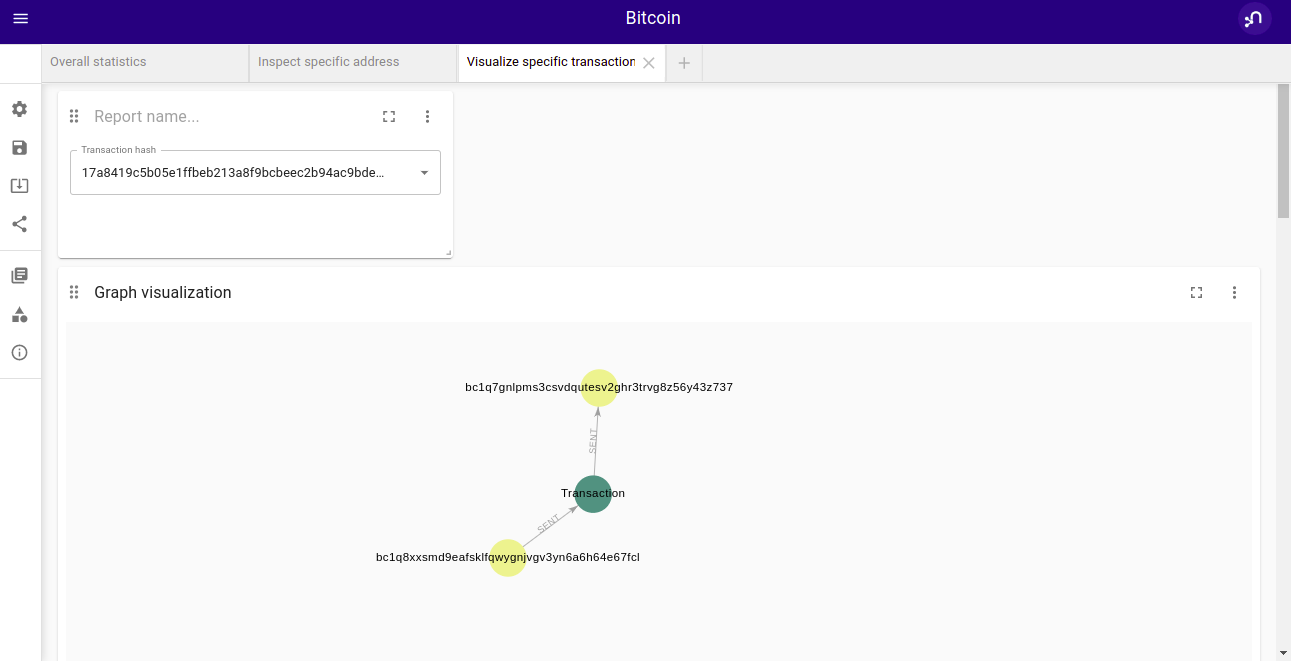 Bitcoin
Overall statistics
Inspect specific address
Visualize specific transaction
Report name...
Transaction hash
17a8419c5b05e1ffbeb213a8f9bcbeec2b94ac9bde...
Graph visualization
bc1q7gnlpms3csvdqutesv2ghr3trvg8z56y43z737
SENT
Transaction
SENT
bc1q8xxsmd9eafsklfqwygnjvgv3yn6a6h64e67fcl